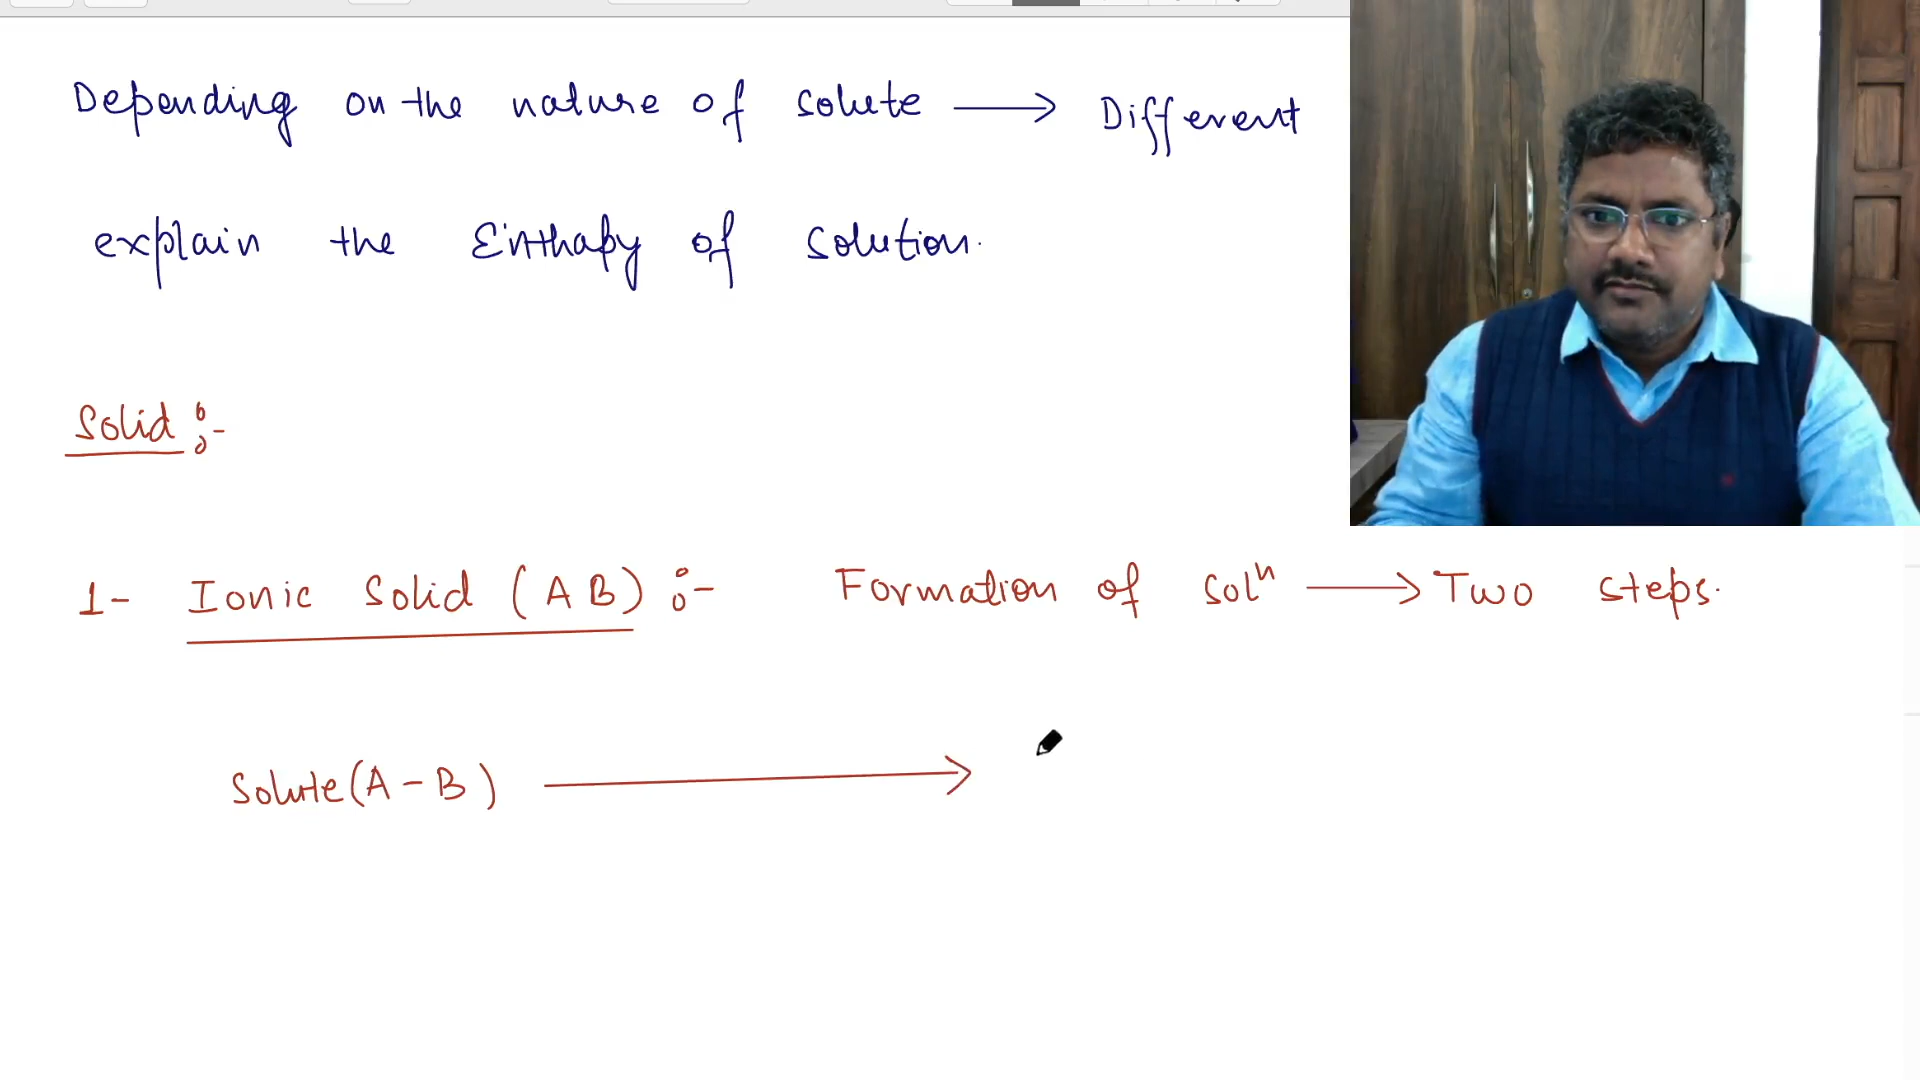 Depending on the nature of solute ⟶ Different
explain the Enthapy of solution.
Solid :-
1- Ionic Solid (AB) :- Formation of solⁿ ⟶ Two steps.
Solute (A-B) ⟶